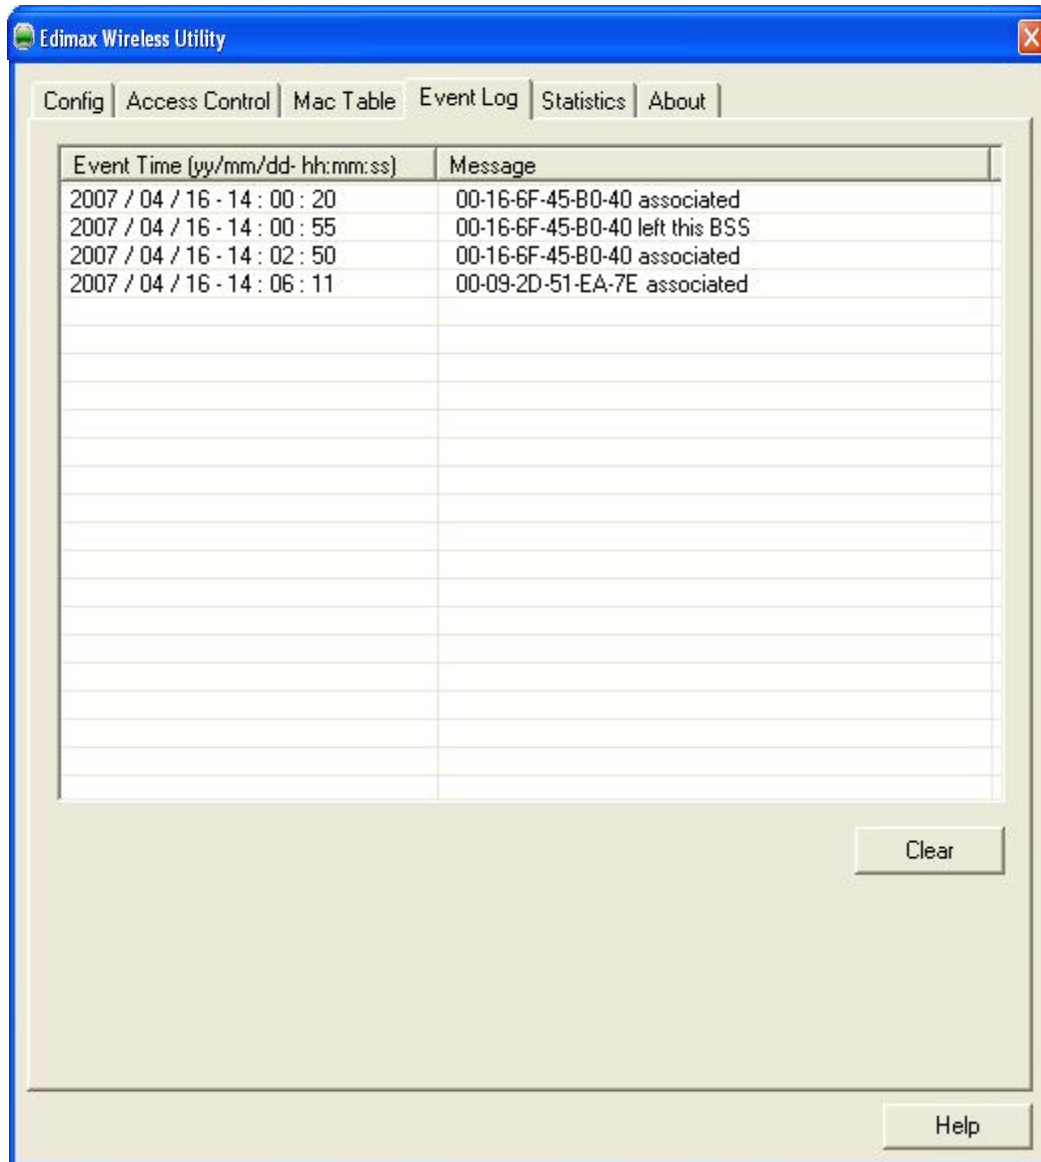 Edimax Wireless Utility
Config Access Control Mac Table Event Log Statistics About
Event Time (yy/mm/dd- hh:mm:ss) Message
2007 / 04 / 16 - 14 : 00 : 20 00-16-6F-45-B0-40 associated
2007 / 04 / 16 - 14 : 00 : 55 00-16-6F-45-B0-40 left this BSS
2007 / 04 / 16 - 14 : 02 : 50 00-16-6F-45-B0-40 associated
2007 / 04 / 16 - 14 : 06 : 11 00-09-2D-51-EA-7E associated
Clear
Help